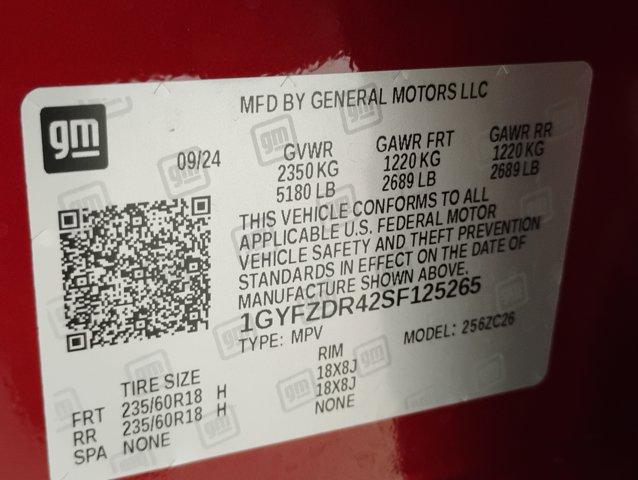 gm
MFD BY GENERAL MOTORS LLC
09/24
GVWR GAWR FRT GAWR RR
2350 KG 1220 KG 1220 KG
5180 LB 2689 LB 2689 LB
THIS VEHICLE CONFORMS TO ALL
APPLICABLE U.S. FEDERAL MOTOR
VEHICLE SAFETY AND THEFT PREVENTION
STANDARDS IN EFFECT ON THE DATE OF
MANUFACTURE SHOWN ABOVE.
1GYFZDR42SF125265
TYPE: MPV MODEL: 256ZC26
TIRE SIZE RIM
FRT 235/60R18 H 18X8J
RR 235/60R18 H 18X8J
SPA NONE NONE